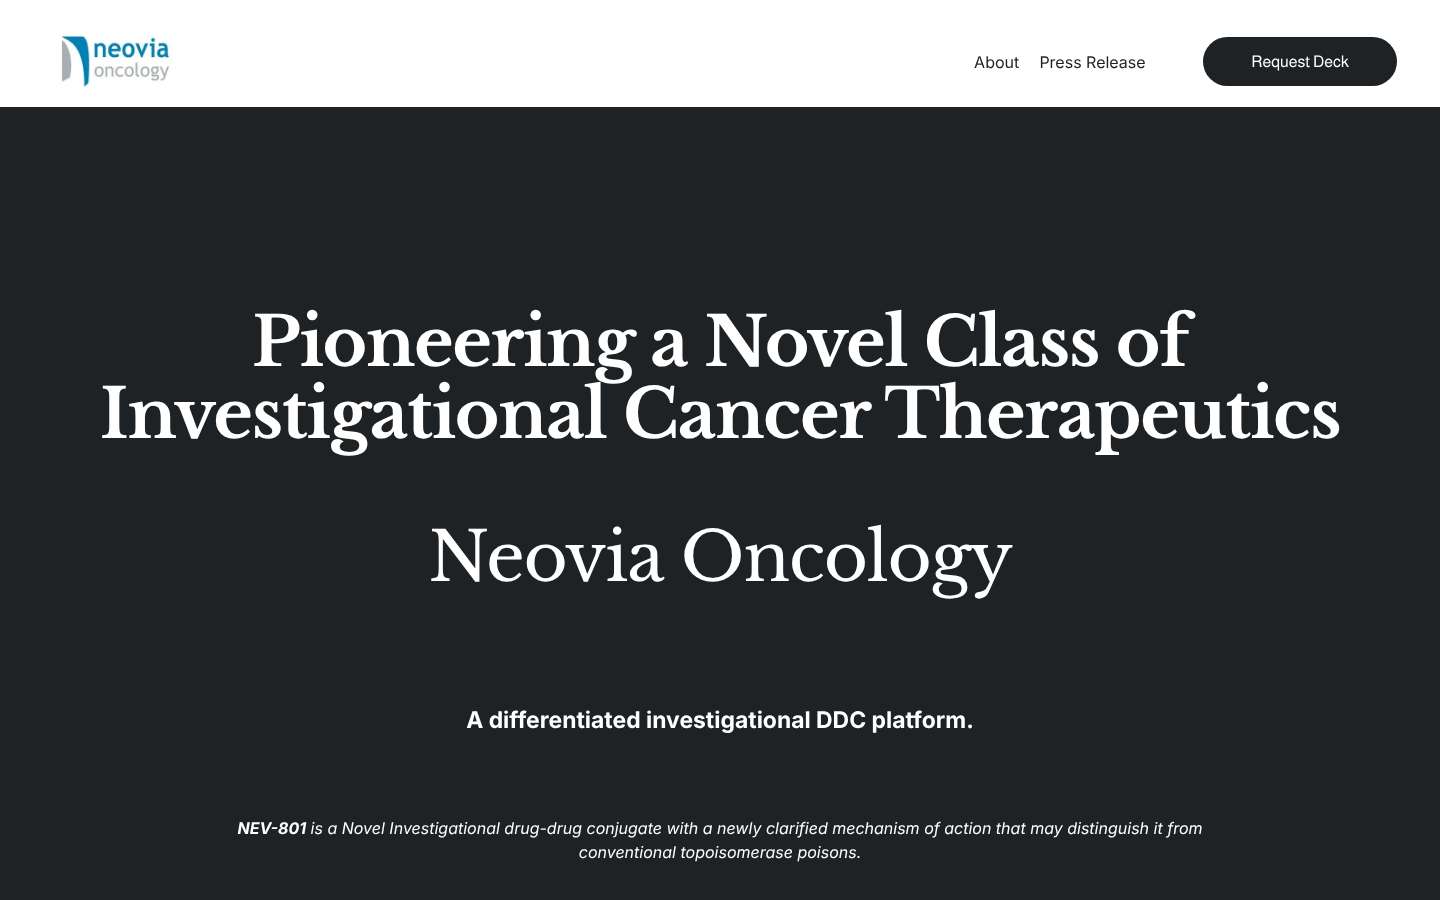 neovia
oncology
About
Press Release
Request Deck
Pioneering a Novel Class of
Investigational Cancer Therapeutics
Neovia Oncology
A differentiated investigational DDC platform.
NEV-801 is a Novel Investigational drug-drug conjugate with a newly clarified mechanism of action that may distinguish it from
conventional topoisomerase poisons.